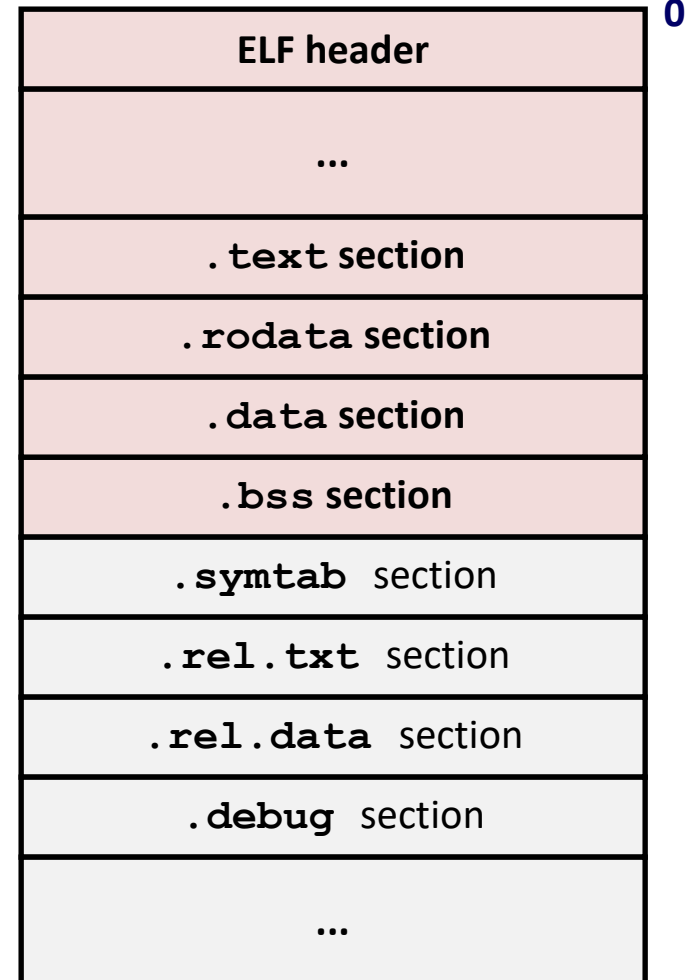 0
ELF header
...
.text section
.rodata section
.data section
.bss section
.symtab section
.rel.txt section
.rel.data section
.debug section
...